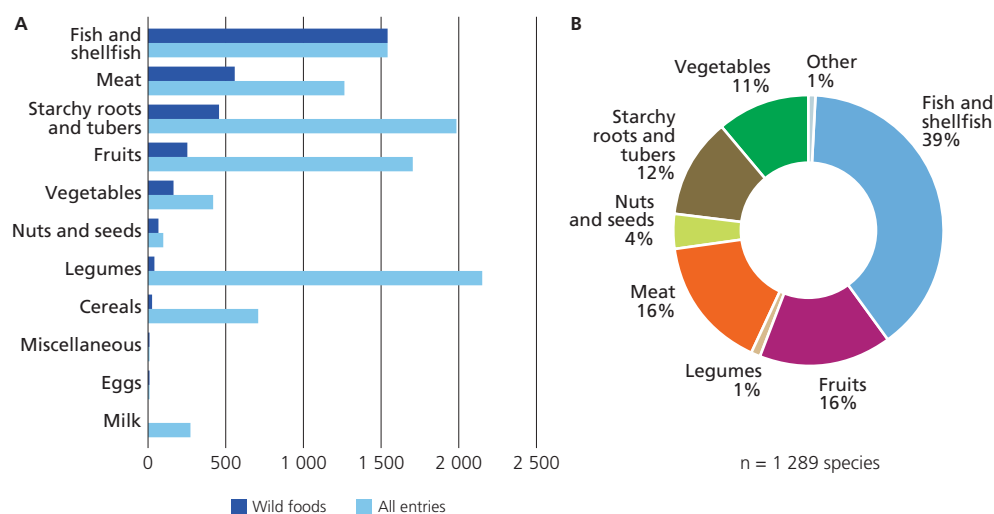 A
Fish and
shellfish
Meat
Starchy roots
and tubers
Fruits
Vegetables
Nuts and seeds
Legumes
Cereals
Miscellaneous
Eggs
Milk
0
500
1 000
1 500
2 000
2 500
Wild foods
All entries
B
Other
1%
Fish and
shellfish
39%
Fruits
16%
Legumes
1%
Meat
16%
Nuts
and seeds
4%
Starchy
roots and
tubers
12%
Vegetables
11%
n = 1 289 species